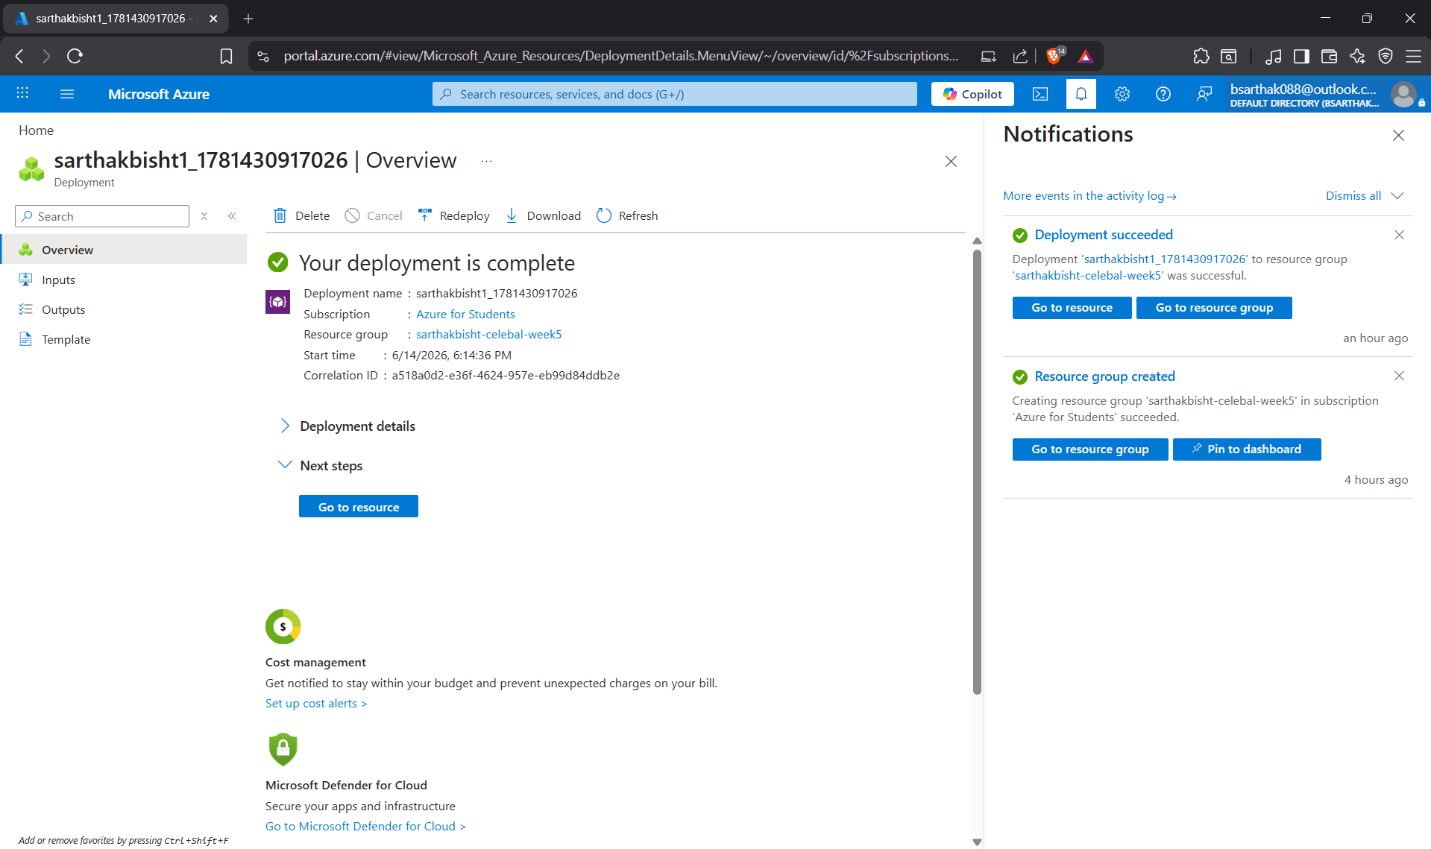 sarthakbisht1_1781430917026 -
portal.azure.com/#view/Microsoft_Azure_Resources/DeploymentDetails.MenuView/~/overview/id/%2Fsubscriptions...
14
Microsoft Azure
Search resources, services, and docs (G+/)
Copilot
bsarthak088@outlook.c...
DEFAULT DIRECTORY (BSARTHAK...
Home
sarthakbisht1_1781430917026 | Overview ...
Deployment
Search
Overview
Inputs
Outputs
Template
Add or remove favorites by pressing Ctrl+Shift+F
Delete Cancel Redeploy Download Refresh
Your deployment is complete
Deployment name : sarthakbisht1_1781430917026
Subscription : Azure for Students
Resource group : sarthakbisht-celebal-week5
Start time : 6/14/2026, 6:14:36 PM
Correlation ID : a518a0d2-e36f-4624-957e-eb99d84ddb2e
Deployment details
Next steps
Go to resource
$
Cost management
Get notified to stay within your budget and prevent unexpected charges on your bill.
Set up cost alerts >
Microsoft Defender for Cloud
Secure your apps and infrastructure
Go to Microsoft Defender for Cloud >
Notifications
More events in the activity log→ Dismiss all
Deployment succeeded
Deployment 'sarthakbisht1_1781430917026' to resource group
'sarthakbisht-celebal-week5' was successful.
Go to resource Go to resource group
an hour ago
Resource group created
Creating resource group 'sarthakbisht-celebal-week5' in subscription
'Azure for Students' succeeded.
Go to resource group Pin to dashboard
4 hours ago